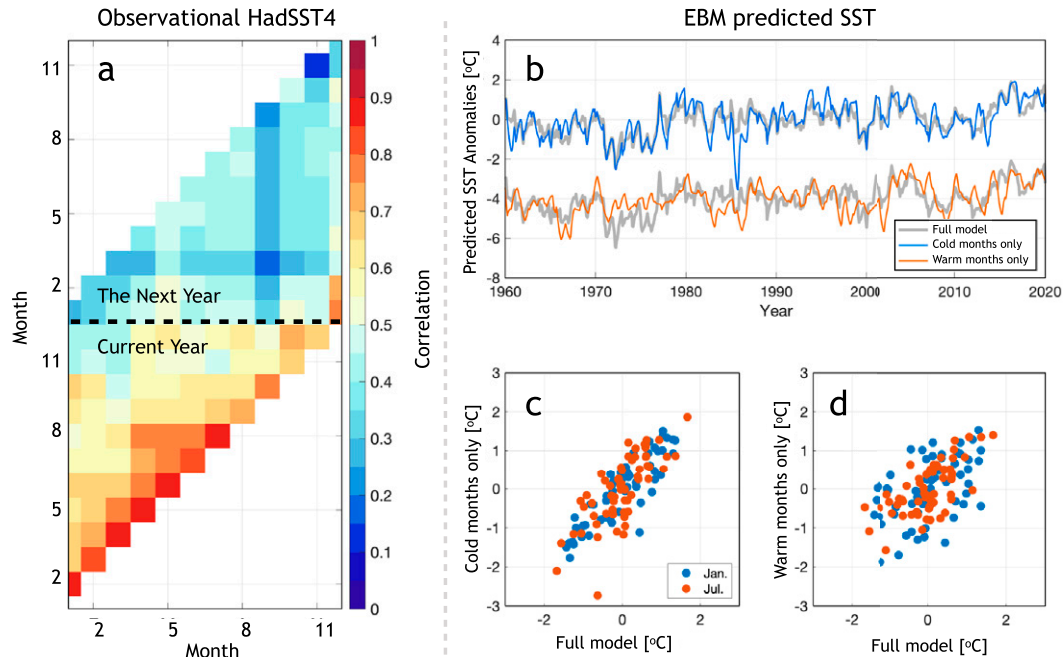 Observational HadSST4
EBM predicted SST
a
11
8
5
2
11
8
5
2
Month
The Next Year
Current Year
2
5
8
11
Month
1
0.9
0.8
0.7
0.6
0.5
0.4
0.3
0.2
0.1
0
Correlation
b
4
2
0
-2
-4
-6
-8
Predicted SST Anomalies [°C]
Full model
Cold months only
Warm months only
1960
1970
1980
1990
2000
2010
2020
Year
c
3
2
1
0
-1
-2
-3
Cold months only [°C]
Jan.
Jul.
-2
0
2
Full model [°C]
d
3
2
1
0
-1
-2
-3
Warm months only [°C]
-2
0
2
Full model [°C]